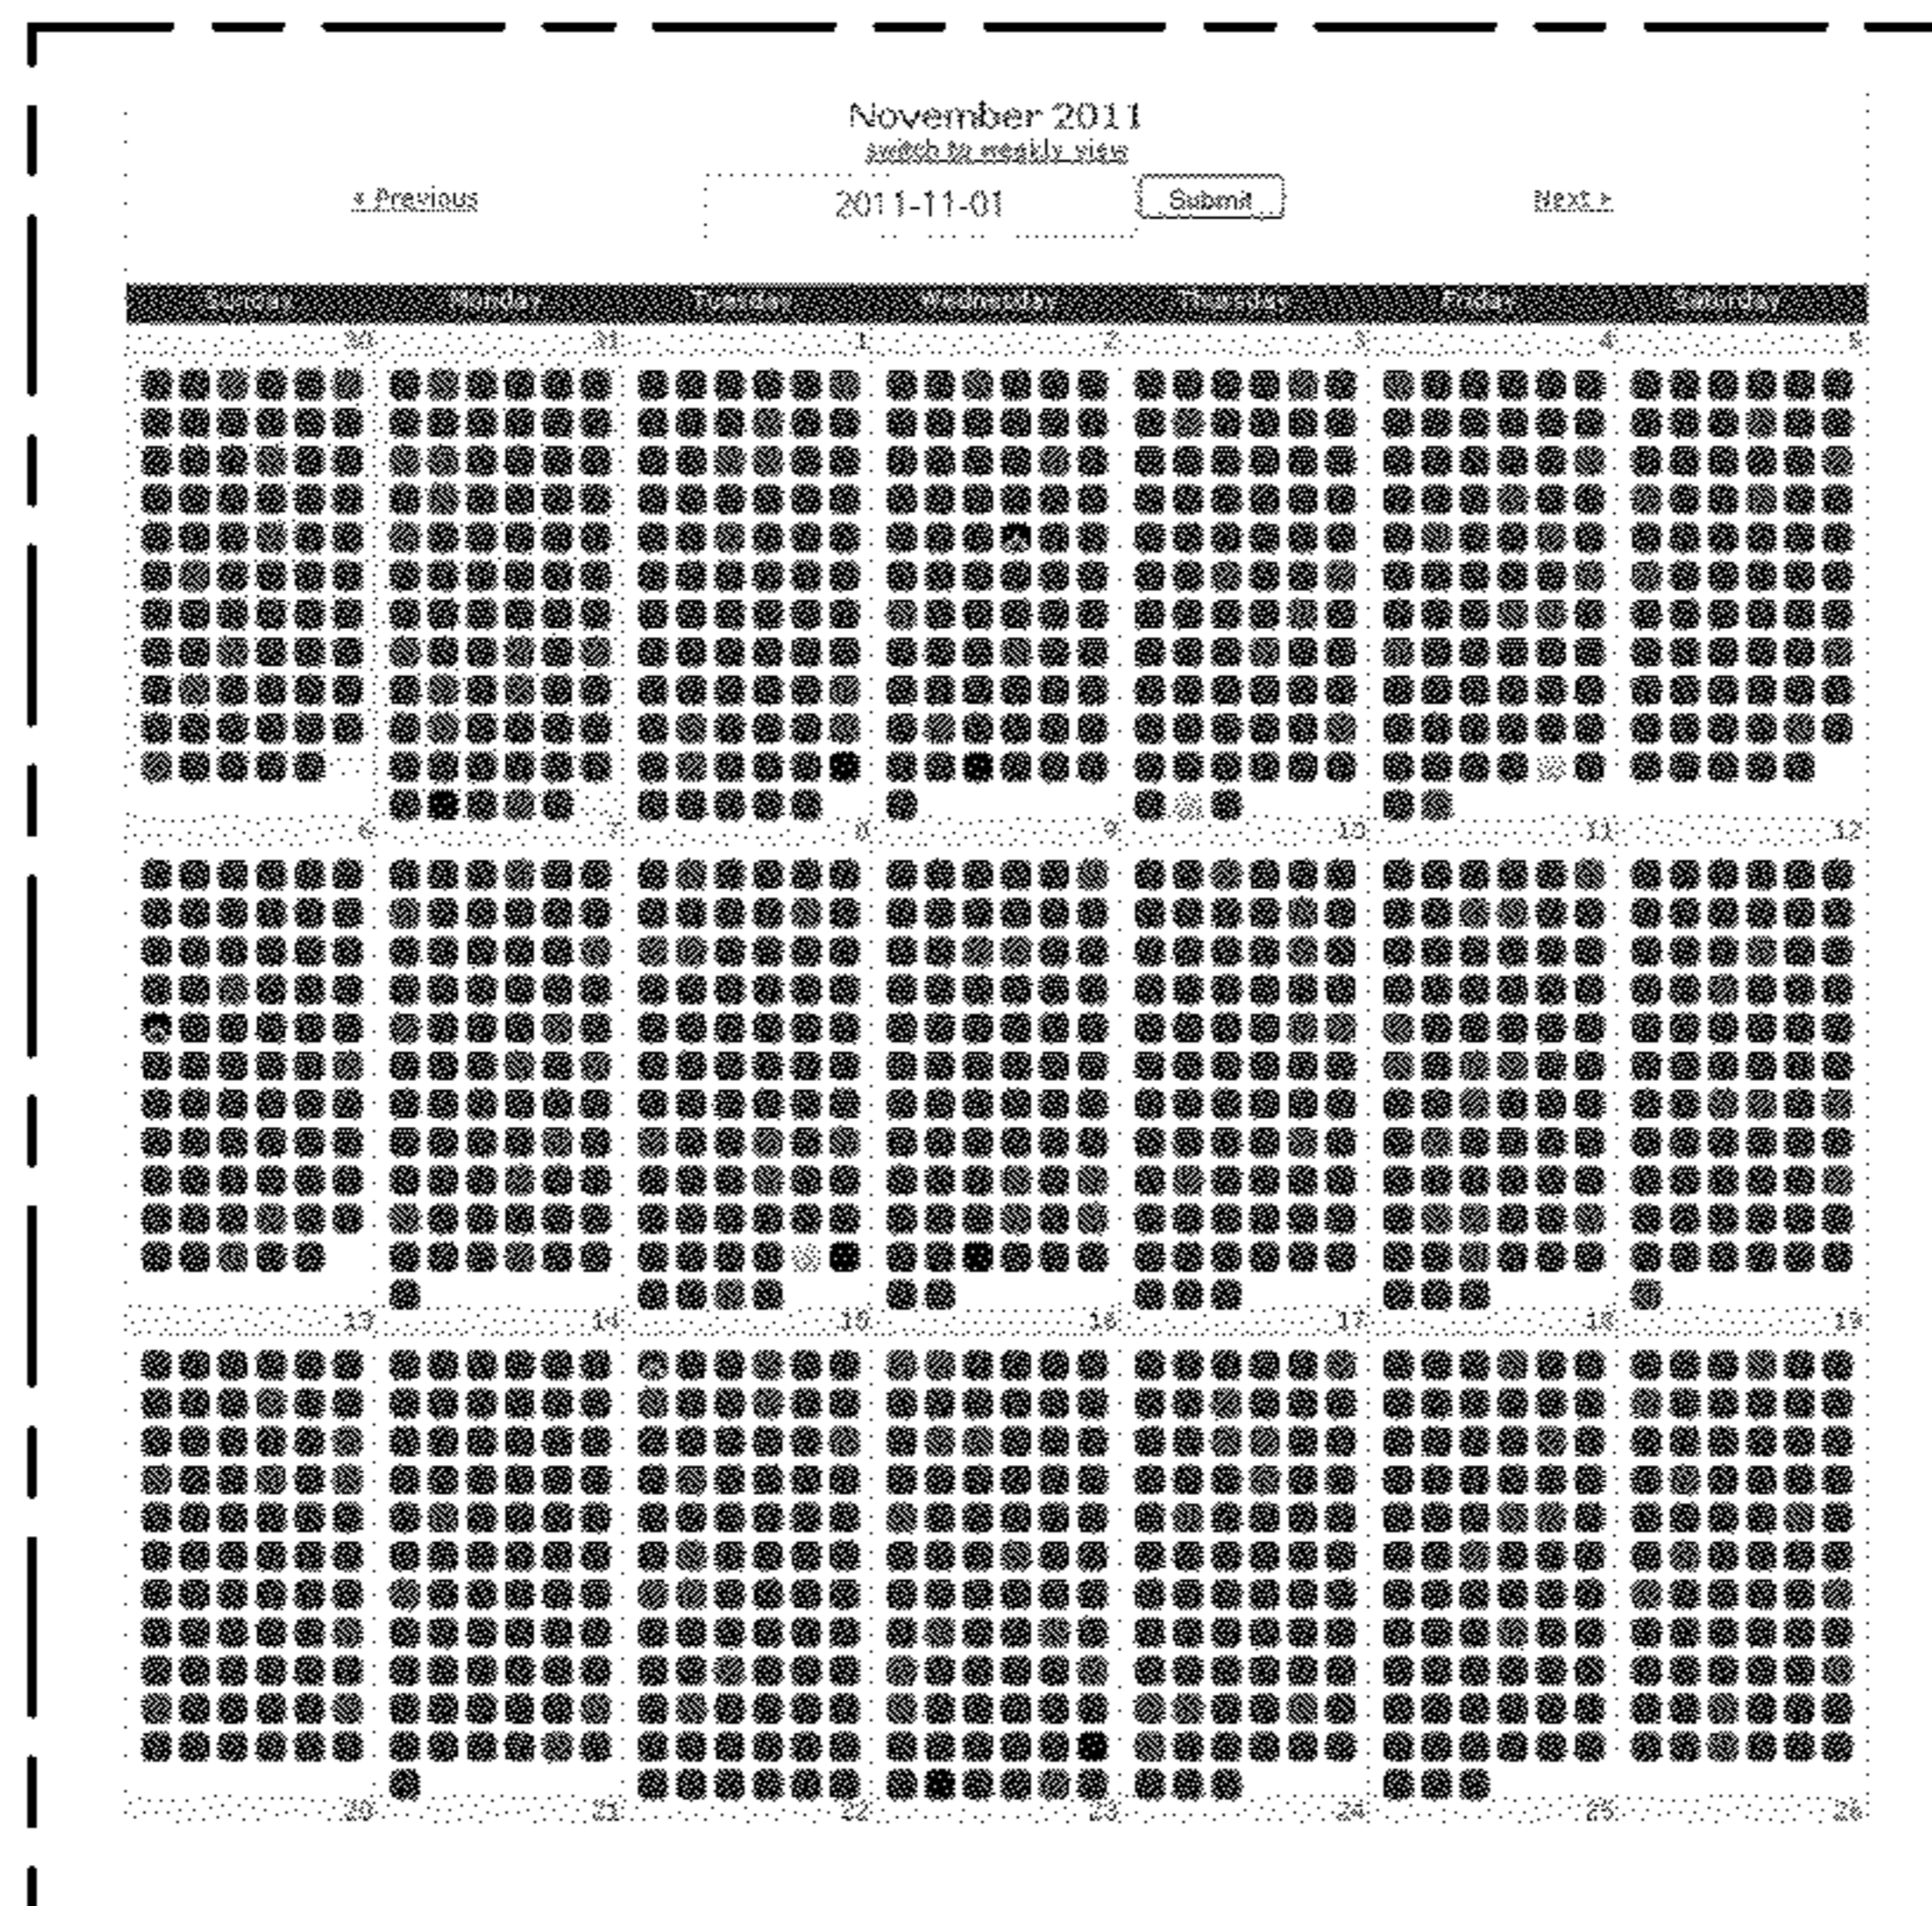 November 2011
switch to weekly view
« Previous 2011-11-01 Submit Next »
Sunday Monday Tuesday Wednesday Thursday Friday Saturday
30 31 1 2 3 4 5
6 7 8 9 10 11 12
13 14 15 16 17 18 19
20 21 22 23 24 25 26